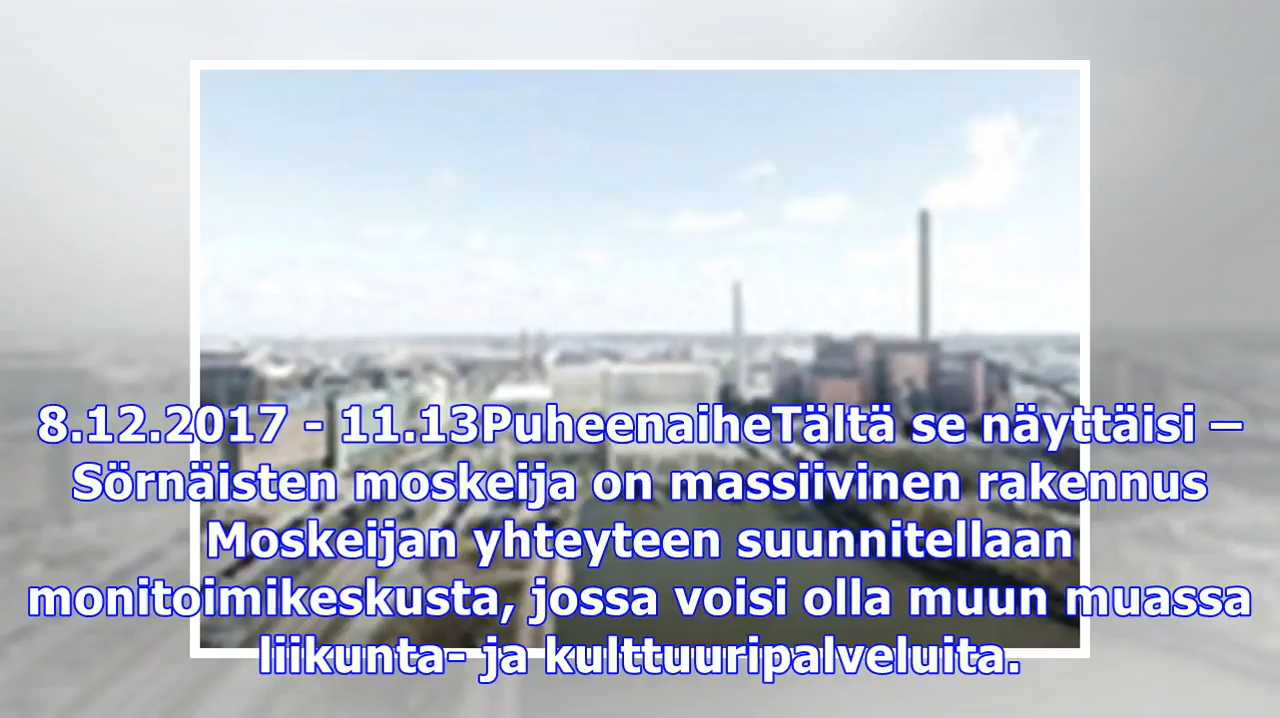 8.12.2017 - 11.13PuheenaiheTältä se näyttäisi –
Sörnäisten moskeija on massiivinen rakennus
Moskeijan yhteyteen suunnitellaan
monitoimikeskusta, jossa voisi olla muun muassa
liikunta- ja kulttuuripalveluita.